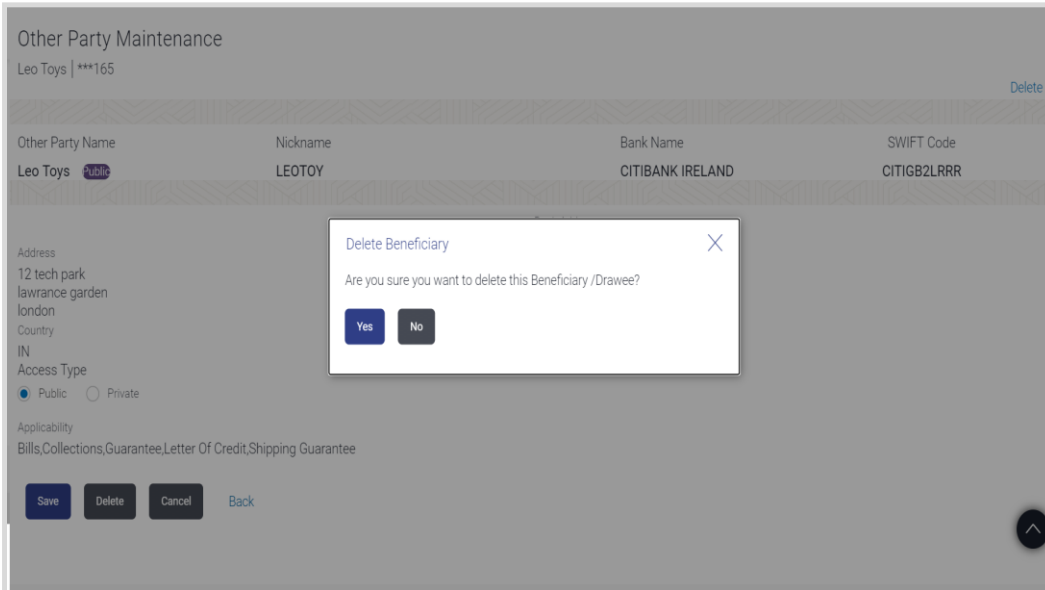 Other Party Maintenance
Leo Toys | ***165
Delete
Other Party Name Nickname Bank Name SWIFT Code
Leo Toys Public LEOTOY CITIBANK IRELAND CITIGB2LRRR
Delete Beneficiary
Are you sure you want to delete this Beneficiary /Drawee?
Yes No
Address
12 tech park
lawrance garden
london
Country
IN
Access Type
Public Private
Applicability
Bills,Collections,Guarantee,Letter Of Credit,Shipping Guarantee
Save Delete Cancel Back